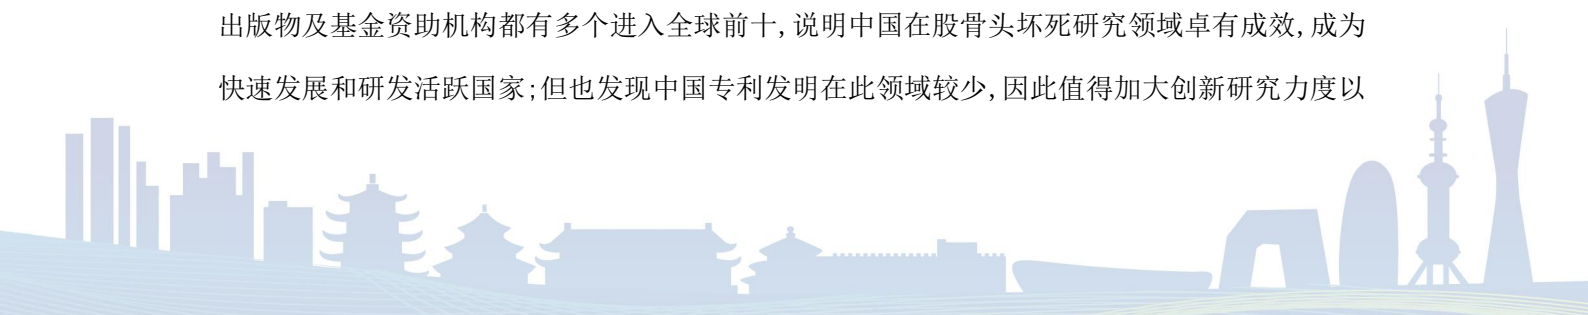 出版物及基金资助机构都有多个进入全球前十,说明中国在股骨头坏死研究领域卓有成效,成为
快速发展和研发活跃国家;但也发现中国专利发明在此领域较少,因此值得加大创新研究力度以